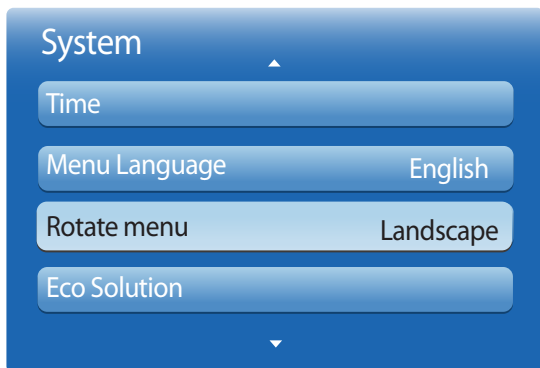 System
Time
Menu Language English
Rotate menu Landscape
Eco Solution